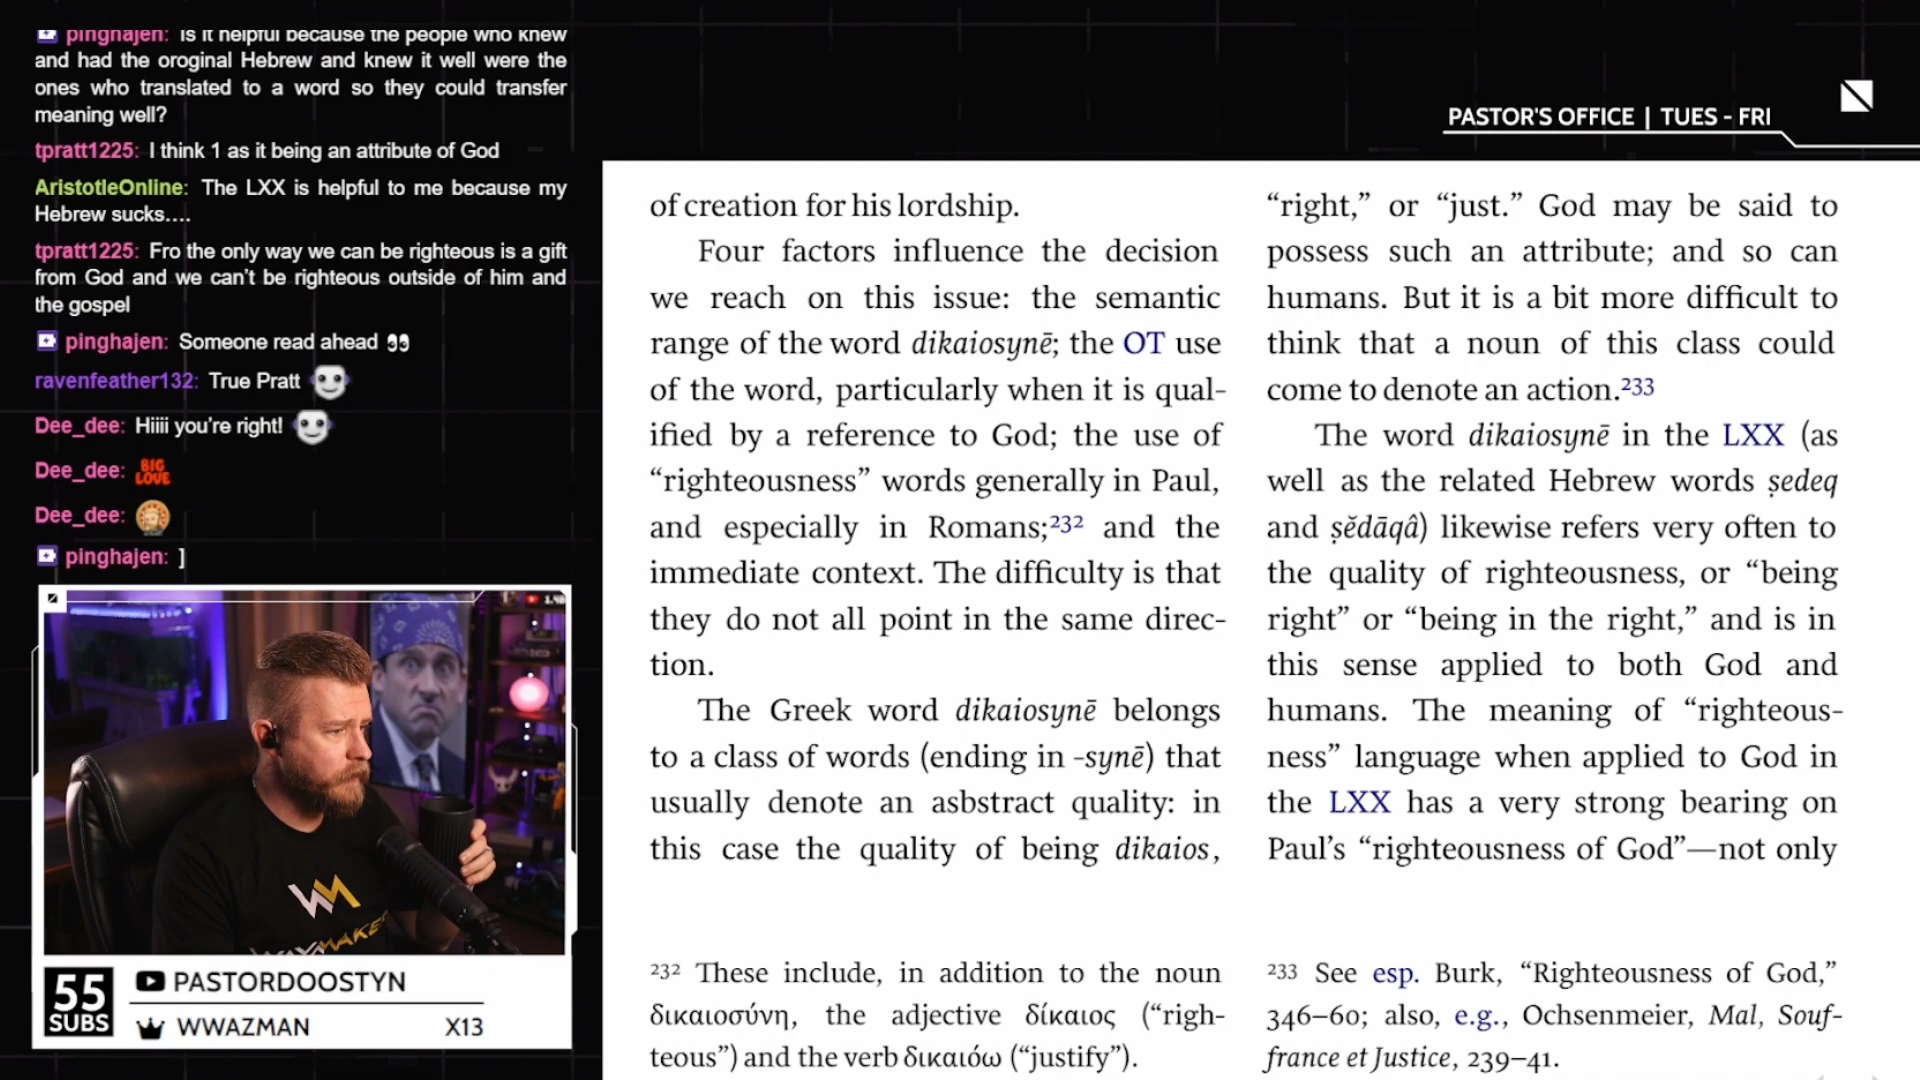 pinghajen: Is it helpful because the people who knew
and had the oroginal Hebrew and knew it well were the
ones who translated to a word so they could transfer
meaning well?
tpratt1225: I think 1 as it being an attribute of God
AristotleOnline: The LXX is helpful to me because my
Hebrew sucks....
tpratt1225: Fro the only way we can be righteous is a gift
from God and we can't be righteous outside of him and
the gospel
pinghajen: Someone read ahead 👀
ravenfeather132: True Pratt
Dee_dee: Hiiii you're right!
Dee_dee: BIG LOVE
Dee_dee:
pinghajen: ]
55
SUBS
PASTORDOOSTYN
WWAZMAN X13
PASTOR'S OFFICE | TUES - FRI
of creation for his lordship.
Four factors influence the decision
we reach on this issue: the semantic
range of the word dikaiosynē; the OT use
of the word, particularly when it is qual-
ified by a reference to God; the use of
“righteousness” words generally in Paul,
and especially in Romans;²³² and the
immediate context. The difficulty is that
they do not all point in the same direc-
tion.
The Greek word dikaiosynē belongs
to a class of words (ending in -synē) that
usually denote an asbstract quality: in
this case the quality of being dikaios,
²³² These include, in addition to the noun
δικαιοσύνη, the adjective δίκαιος (“righ-
teous”) and the verb δικαιόω (“justify”).
“right,” or “just.” God may be said to
possess such an attribute; and so can
humans. But it is a bit more difficult to
think that a noun of this class could
come to denote an action.²³³
The word dikaiosynē in the LXX (as
well as the related Hebrew words ṣedeq
and ṣĕdāqâ) likewise refers very often to
the quality of righteousness, or “being
right” or “being in the right,” and is in
this sense applied to both God and
humans. The meaning of “righteous-
ness” language when applied to God in
the LXX has a very strong bearing on
Paul’s “righteousness of God”—not only
²³³ See esp. Burk, “Righteousness of God,”
346–60; also, e.g., Ochsenmeier, Mal, Souf-
france et Justice, 239–41.